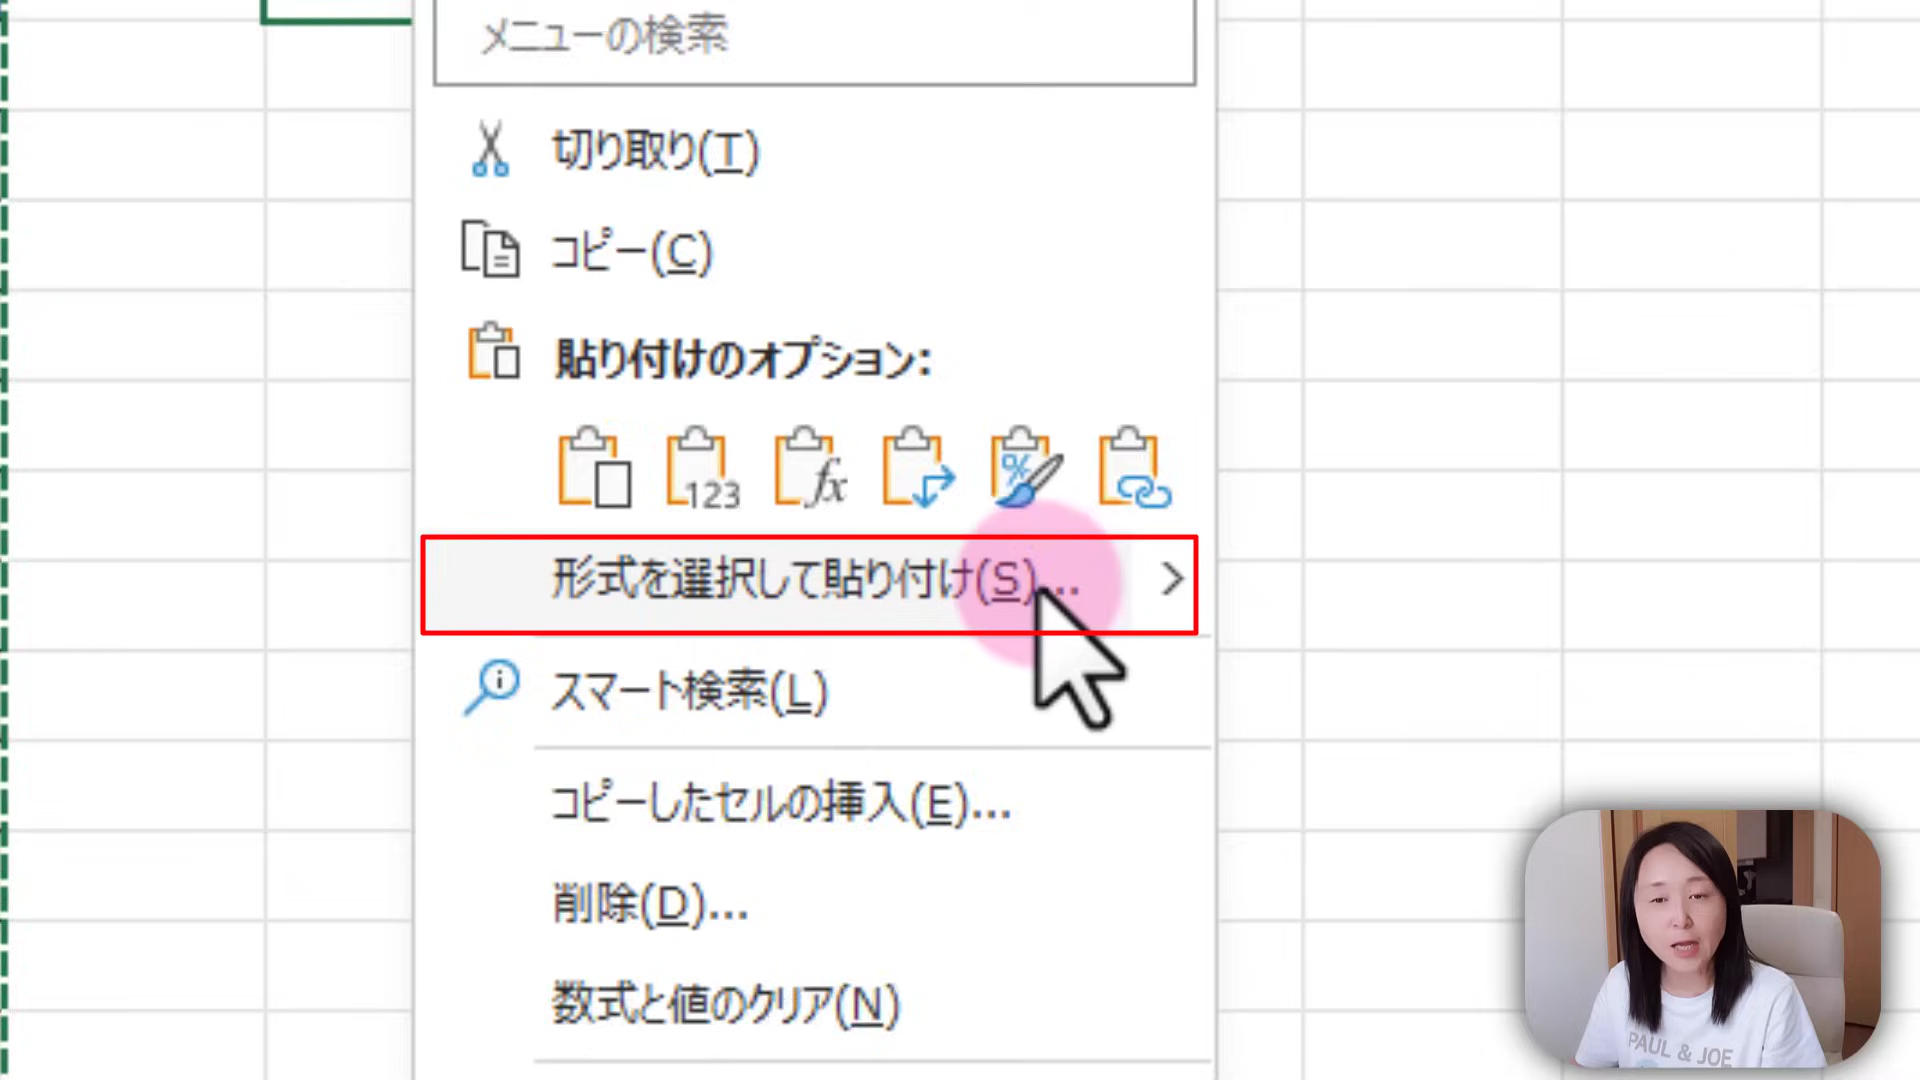 メニューの検索
切り取り(T)
コピー(C)
貼り付けのオプション:
123
fx
%
形式を選択して貼り付け(S)...
スマート検索(L)
コピーしたセルの挿入(E)...
削除(D)...
数式と値のクリア(N)
PAUL & JOE